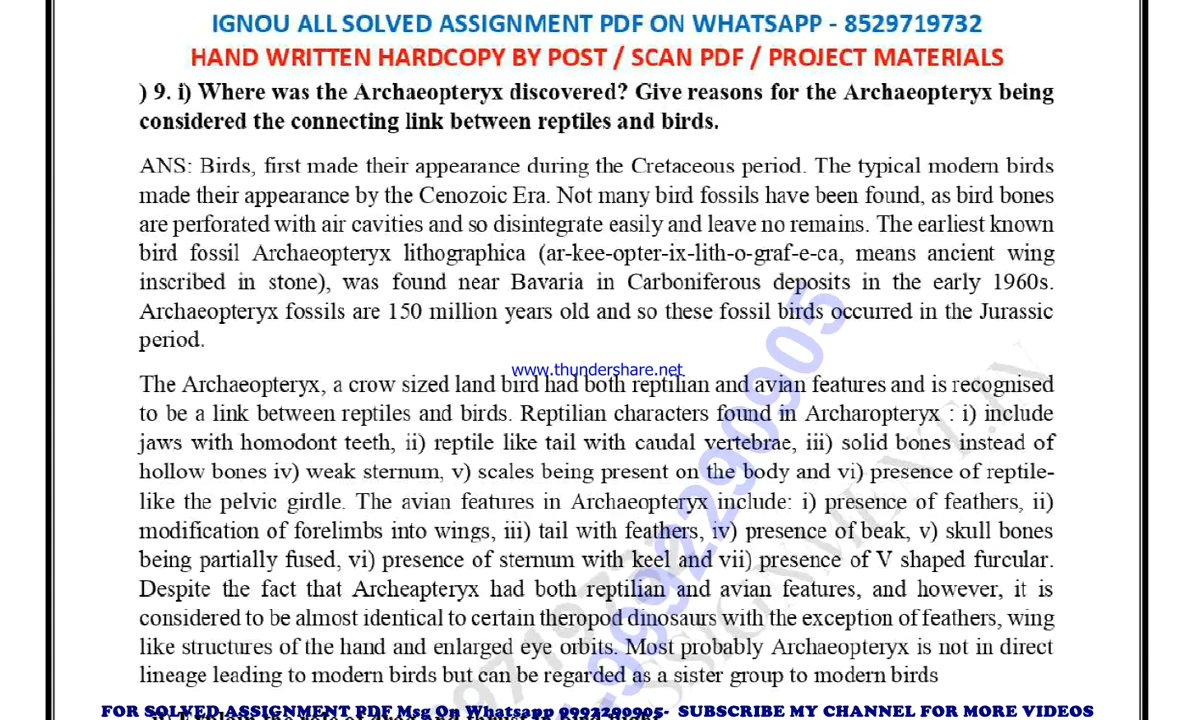 IGNOU ALL SOLVED ASSIGNMENT PDF ON WHATSAPP - 8529719732
HAND WRITTEN HARDCOPY BY POST / SCAN PDF / PROJECT MATERIALS
) 9. i) Where was the Archaeopteryx discovered? Give reasons for the Archaeopteryx being
considered the connecting link between reptiles and birds.
ANS: Birds, first made their appearance during the Cretaceous period. The typical modern birds
made their appearance by the Cenozoic Era. Not many bird fossils have been found, as bird bones
are perforated with air cavities and so disintegrate easily and leave no remains. The earliest known
bird fossil Archaeopteryx lithographica (ar-kee-opter-ix-lith-o-graf-e-ca, means ancient wing
inscribed in stone), was found near Bavaria in Carboniferous deposits in the early 1960s.
Archaeopteryx fossils are 150 million years old and so these fossil birds occurred in the Jurassic
period.
www.thundershare.net
The Archaeopteryx, a crow sized land bird had both reptilian and avian features and is recognised
to be a link between reptiles and birds. Reptilian characters found in Archaropteryx : i) include
jaws with homodont teeth, ii) reptile like tail with caudal vertebrae, iii) solid bones instead of
hollow bones iv) weak sternum, v) scales being present on the body and vi) presence of reptile-
like the pelvic girdle. The avian features in Archaeopteryx include: i) presence of feathers, ii)
modification of forelimbs into wings, iii) tail with feathers, iv) presence of beak, v) skull bones
being partially fused, vi) presence of sternum with keel and vii) presence of V shaped furcular.
Despite the fact that Archeapteryx had both reptilian and avian features, and however, it is
considered to be almost identical to certain theropod dinosaurs with the exception of feathers, wing
like structures of the hand and enlarged eye orbits. Most probably Archaeopteryx is not in direct
lineage leading to modern birds but can be regarded as a sister group to modern birds
FOR SOLVED ASSIGNMENT PDF Msg On Whatsapp 9992290905- SUBSCRIBE MY CHANNEL FOR MORE VIDEOS